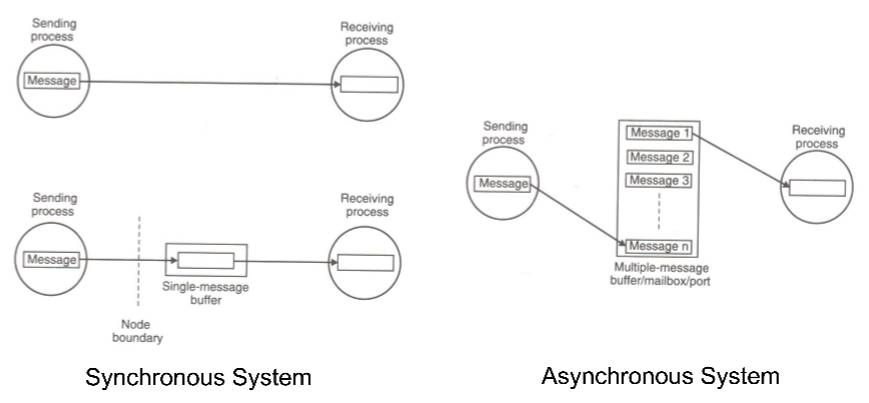 Sending
process
Message
Receiving
process
Sending
process
Message
Single-message
buffer
Receiving
process
Node
boundary
Synchronous System
Sending
process
Message
Message 1
Message 2
Message 3
Message n
Multiple-message
buffer/mailbox/port
Receiving
process
Asynchronous System